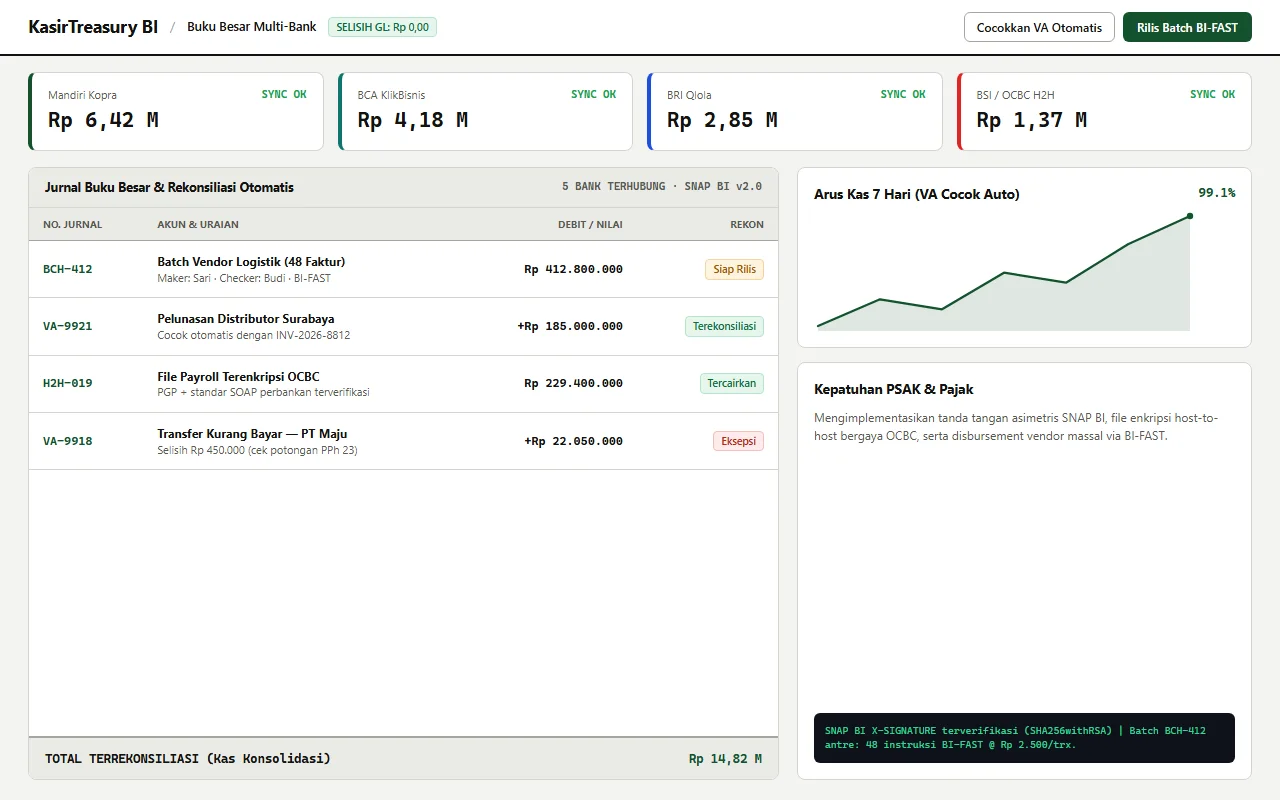 KasirTreasury BI / Buku Besar Multi-Bank SELISIH GL: Rp 0,00 Cocokkan VA Otomatis Rilis Batch BI-FAST
Mandiri Kopra SYNC OK
Rp 6,42 M
BCA KlikBisnis SYNC OK
Rp 4,18 M
BRI Qlola SYNC OK
Rp 2,85 M
BSI / OCBC H2H SYNC OK
Rp 1,37 M
Jurnal Buku Besar & Rekonsiliasi Otomatis 5 BANK TERHUBUNG · SNAP BI v2.0
NO. JURNAL AKUN & URAIAN DEBIT / NILAI REKON
BCH-412 Batch Vendor Logistik (48 Faktur) Rp 412.800.000 Siap Rilis
Maker: Sari · Checker: Budi · BI-FAST
VA-9921 Pelunasan Distributor Surabaya +Rp 185.000.000 Terekonsiliasi
Cocok otomatis dengan INV-2026-8812
H2H-019 File Payroll Terenkripsi OCBC Rp 229.400.000 Tercairkan
PGP + standar SOAP perbankan terverifikasi
VA-9918 Transfer Kurang Bayar — PT Maju +Rp 22.050.000 Eksepsi
Selisih Rp 450.000 (cek potongan PPh 23)
TOTAL TERREKONSILIASI (Kas Konsolidasi) Rp 14,82 M
Arus Kas 7 Hari (VA Cocok Auto) 99.1%
Kepatuhan PSAK & Pajak
Mengimplementasikan tanda tangan asimetris SNAP BI, file enkripsi host-to-
host bergaya OCBC, serta disbursement vendor massal via BI-FAST.
SNAP BI X-SIGNATURE terverifikasi (SHA256withRSA) | Batch BCH-412
antre: 48 instruksi BI-FAST @ Rp 2.500/trx.